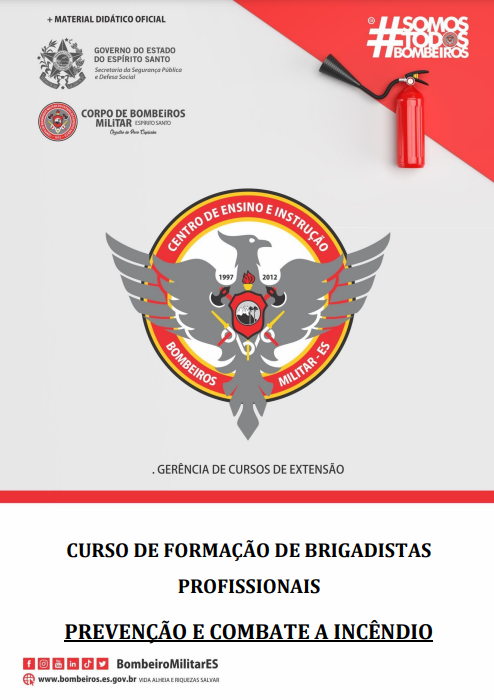 + MATERIAL DIDÁTICO OFICIAL
#SOMOS
TODOS
BOMBEIROS
GOVERNO DO ESTADO
DO ESPÍRITO SANTO
Secretaria da Segurança Pública
e Defesa Social
CORPO DE BOMBEIROS
MILITAR ESPÍRITO SANTO
Orgulho do Povo Capixaba
CENTRO DE ENSINO E INSTRUÇÃO
1997 2012
BOMBEIROS MILITAR - ES
. GERÊNCIA DE CURSOS DE EXTENSÃO
CURSO DE FORMAÇÃO DE BRIGADISTAS
PROFISSIONAIS
PREVENÇÃO E COMBATE A INCÊNDIO
BombeiroMilitarES
www.bombeiros.es.gov.br VIDA ALHEIA E RIQUEZAS SALVAR